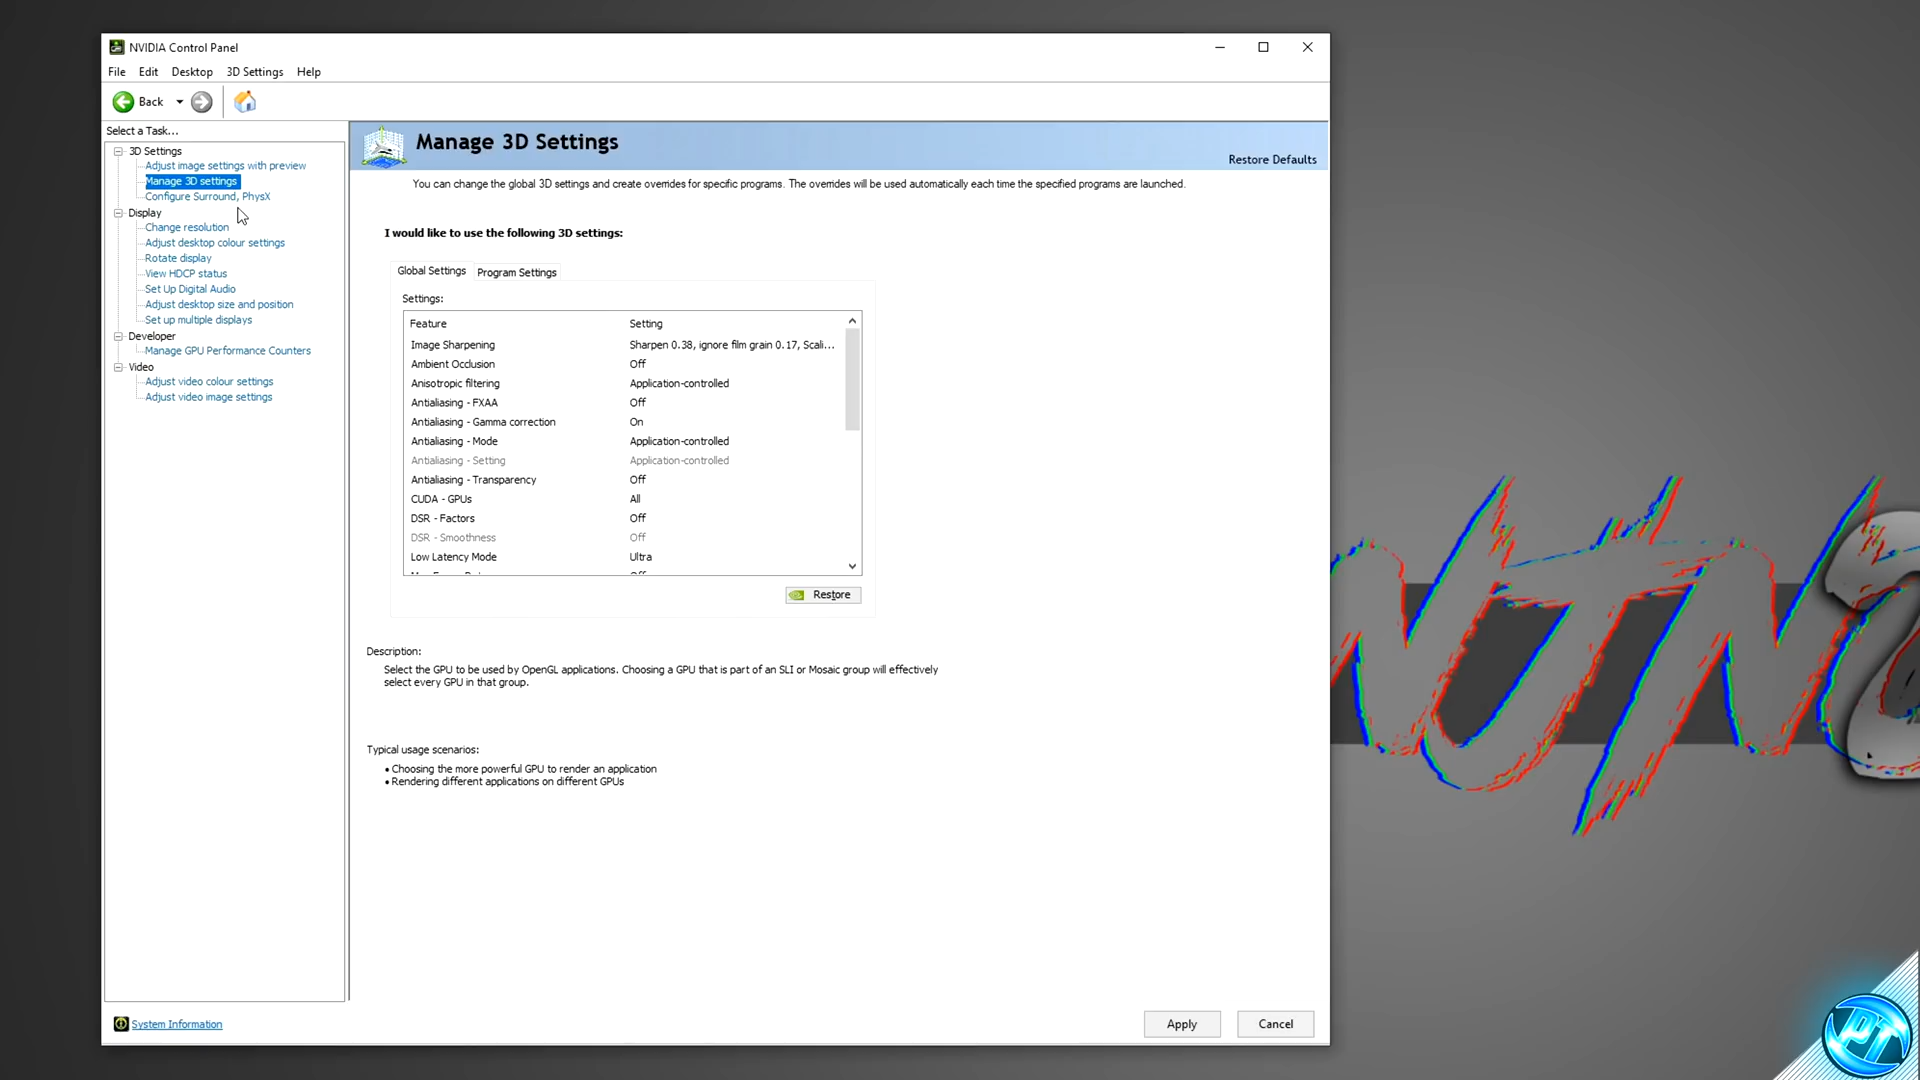 NVIDIA Control Panel
File Edit Desktop 3D Settings Help
Back
Select a Task...
3D Settings
Adjust image settings with preview
Manage 3D settings
Configure Surround, PhysX
Display
Change resolution
Adjust desktop colour settings
Rotate display
View HDCP status
Set Up Digital Audio
Adjust desktop size and position
Set up multiple displays
Developer
Manage GPU Performance Counters
Video
Adjust video colour settings
Adjust video image settings
System Information
Manage 3D Settings
Restore Defaults
You can change the global 3D settings and create overrides for specific programs. The overrides will be used automatically each time the specified programs are launched.
I would like to use the following 3D settings:
Global Settings Program Settings
Settings:
Feature Setting
Image Sharpening Sharpen 0.38, ignore film grain 0.17, Scali...
Ambient Occlusion Off
Anisotropic filtering Application-controlled
Antialiasing - FXAA Off
Antialiasing - Gamma correction On
Antialiasing - Mode Application-controlled
Antialiasing - Setting Application-controlled
Antialiasing - Transparency Off
CUDA - GPUs All
DSR - Factors Off
DSR - Smoothness Off
Low Latency Mode Ultra
Restore
Description:
Select the GPU to be used by OpenGL applications. Choosing a GPU that is part of an SLI or Mosaic group will effectively
select every GPU in that group.
Typical usage scenarios:
• Choosing the more powerful GPU to render an application
• Rendering different applications on different GPUs
Apply Cancel
PT